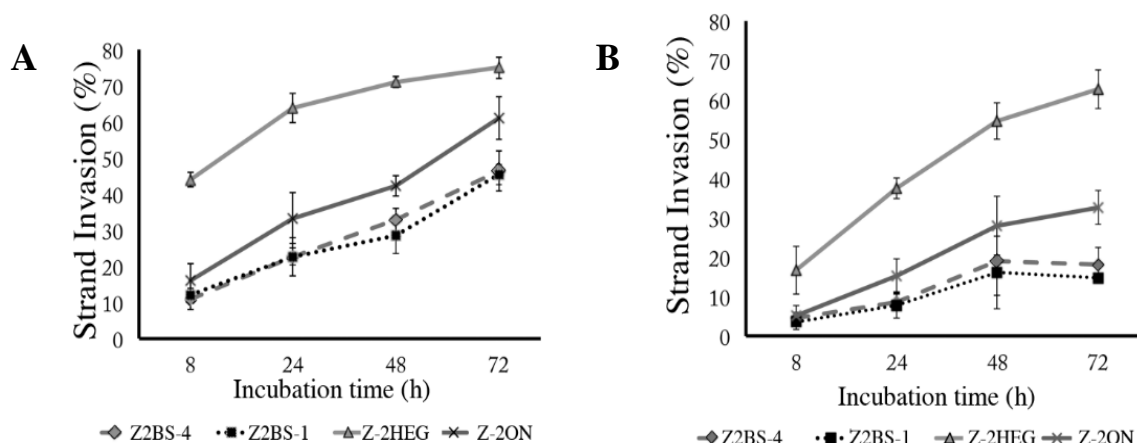 A
Strand Invasion (%)
80
70
60
50
40
30
20
10
0
8 24 48 72
Incubation time (h)
Z2BS-4 Z2BS-1 Z-2HEG Z-2ON
B
Strand Invasion (%)
80
70
60
50
40
30
20
10
0
8 24 48 72
Incubation time (h)
Z2BS-4 Z2BS-1 Z-2HEG Z-2ON